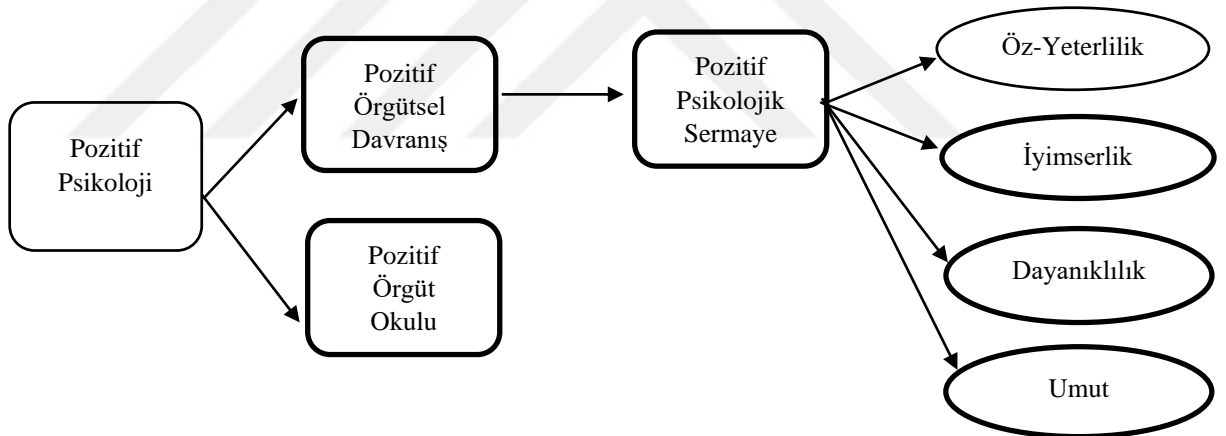 Pozitif
Psikoloji
Pozitif
Örgütsel
Davranış
Pozitif
Örgüt
Okulu
Pozitif
Psikolojik
Sermaye
Öz-Yeterlilik
İyimserlik
Dayanıklılık
Umut